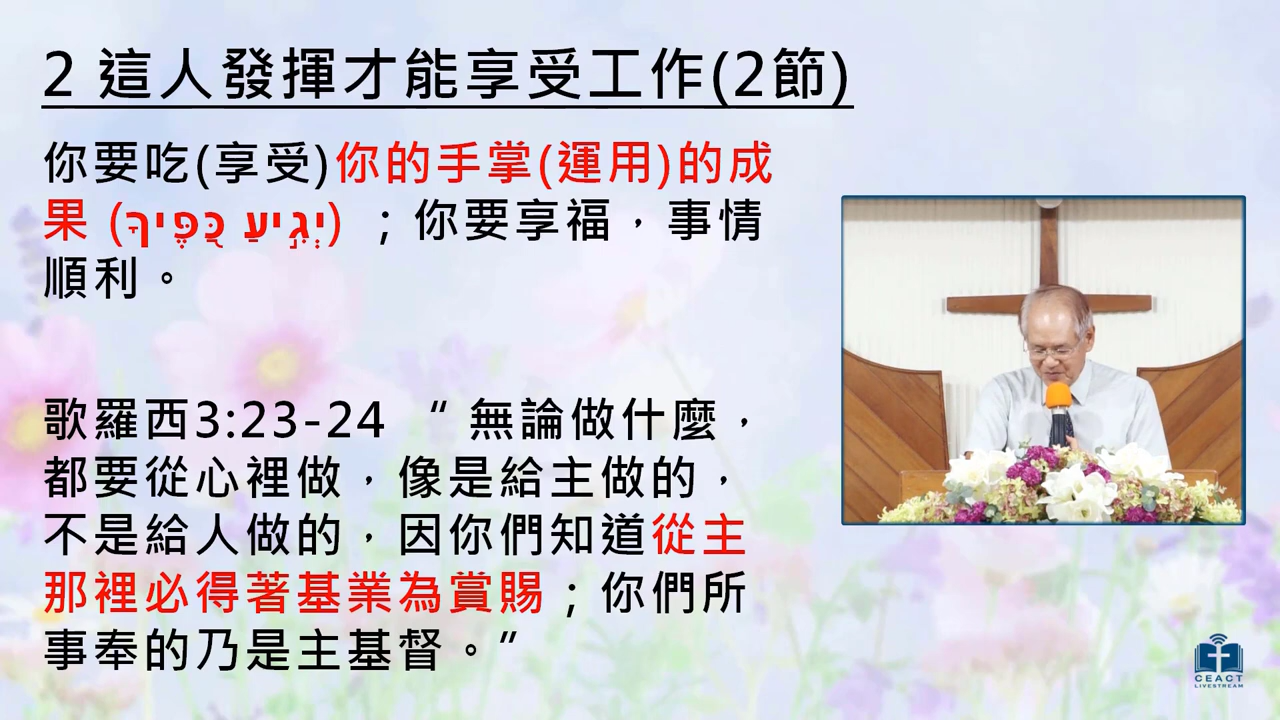 2 這人發揮才能享受工作(2節)
你要吃(享受)你的手掌(運用)的成
果 (יְגִ֣יעַ כַּ֭פֶּיךָ) ；你要享福，事情
順利。
歌羅西3:23-24 “ 無論做什麼，
都要從心裡做，像是給主做的，
不是給人做的，因你們知道從主
那裡必得著基業為賞賜；你們所
事奉的乃是主基督。”
CEACT
LIVESTREAM